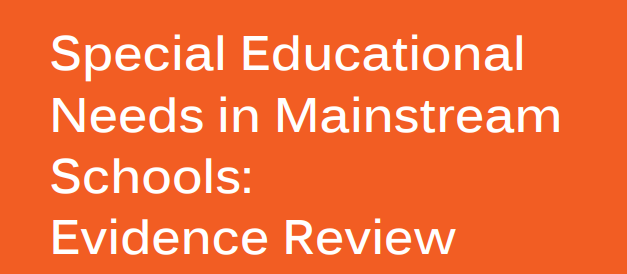 Special Educational
Needs in Mainstream
Schools:
Evidence Review